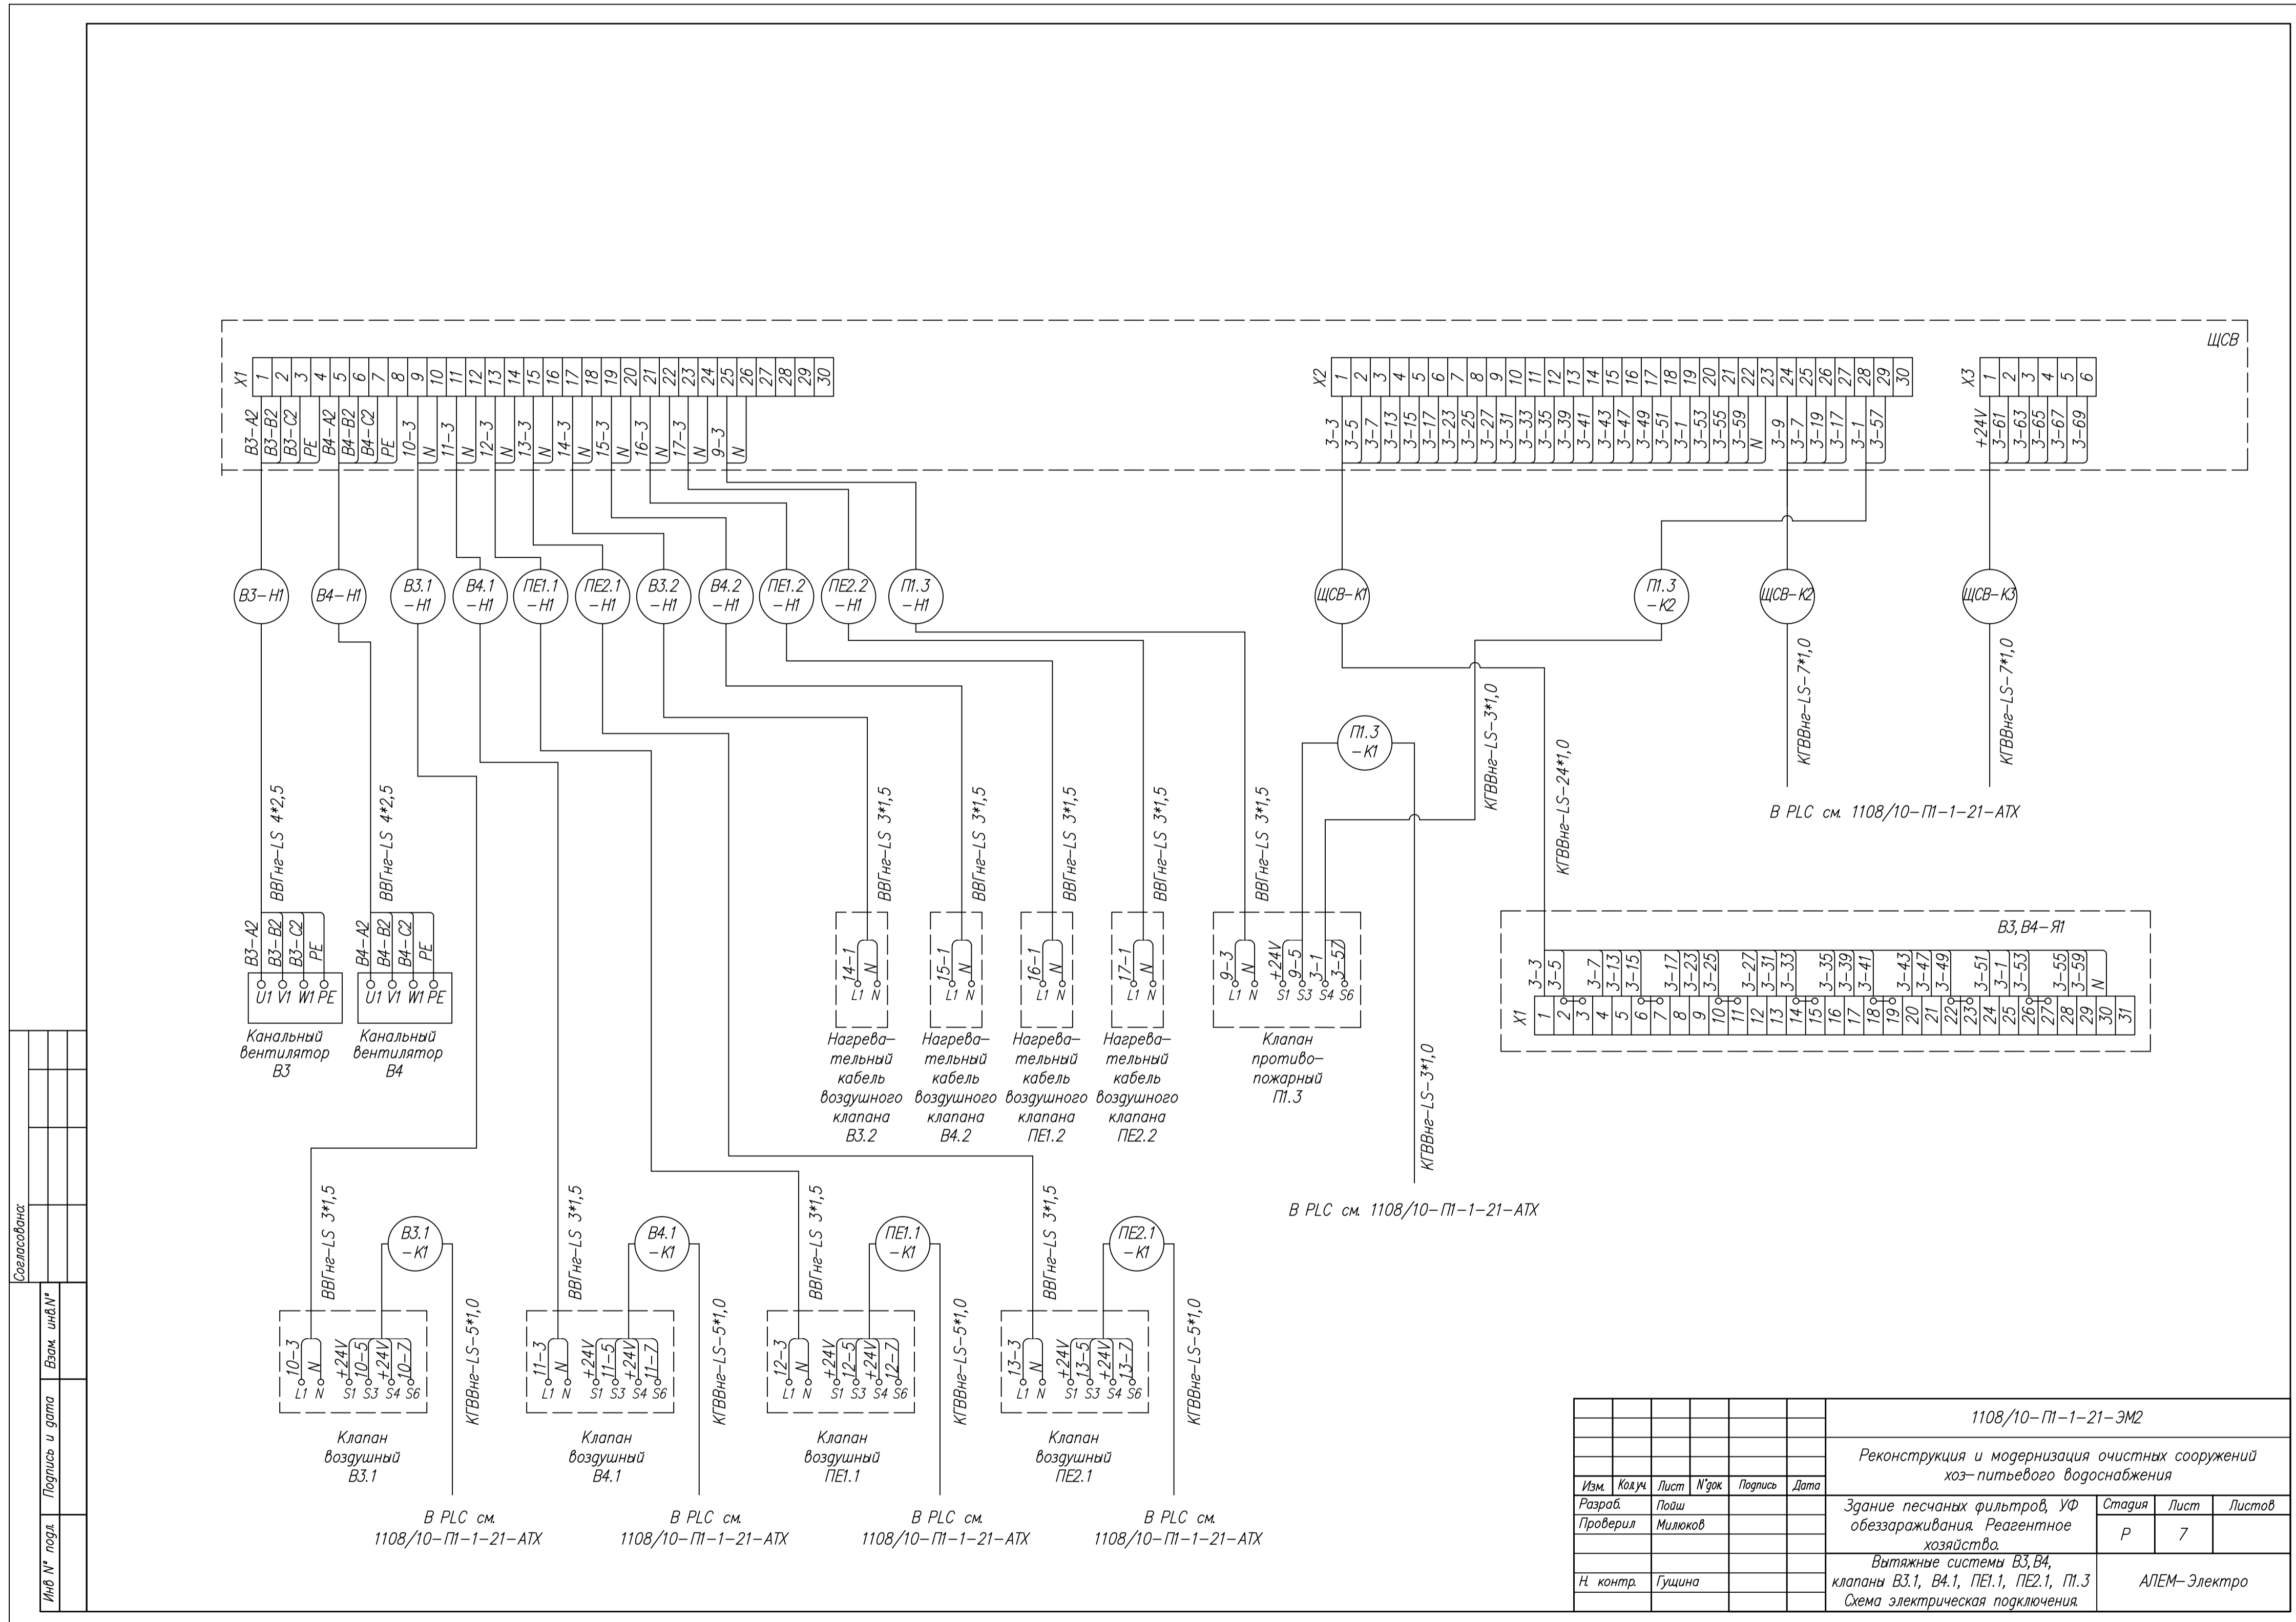 ЩСВ
X1
1 2 3 4 5 6 7 8 9 10 11 12 13 14 15 16 17 18 19 20 21 22 23 24 25 26 27 28 29 30
В3-А2 В3-В2 В3-С2 РЕ В4-А2 В4-В2 В4-С2 РЕ 10-3 N 11-3 N 12-3 N 13-3 N 14-3 N 15-3 N 16-3 N 17-3 N 9-3 N
X2
1 2 3 4 5 6 7 8 9 10 11 12 13 14 15 16 17 18 19 20 21 22 23 24 25 26 27 28 29 30
3-3 3-5 3-7 3-13 3-15 3-17 3-23 3-25 3-27 3-31 3-33 3-35 3-39 3-41 3-43 3-47 3-49 3-51 3-1 3-53 3-55 3-59 N 3-9 3-7 3-19 3-17 3-1 3-57
X3
1 2 3 4 5 6
+24V 3-61 3-63 3-65 3-67 3-69
В3-Н1
В4-Н1
В3.1
-Н1
В4.1
-Н1
ПЕ1.1
-Н1
ПЕ2.1
-Н1
В3.2
-Н1
В4.2
-Н1
ПЕ1.2
-Н1
ПЕ2.2
-Н1
П1.3
-Н1
ЩСВ-К1
П1.3
-К2
ЩСВ-К2
ЩСВ-К3
КГВВнг-LS-7*1,0
КГВВнг-LS-7*1,0
В PLC см. 1108/10-П1-1-21-АТХ
КГВВнг-LS-3*1,0
КГВВнг-LS-24*1,0
П1.3
-К1
ВВГнг-LS 4*2,5
ВВГнг-LS 4*2,5
ВВГнг-LS 3*1,5
ВВГнг-LS 3*1,5
ВВГнг-LS 3*1,5
ВВГнг-LS 3*1,5
ВВГнг-LS 3*1,5
В3-А2 В3-В2 В3-С2 РЕ
U1 V1 W1 PE
Канальный
вентилятор
В3
В4-А2 В4-В2 В4-С2 РЕ
U1 V1 W1 PE
Канальный
вентилятор
В4
14-1 N
L1 N
Нагрева-
тельный
кабель
воздушного
клапана
В3.2
15-1 N
L1 N
Нагрева-
тельный
кабель
воздушного
клапана
В4.2
16-1 N
L1 N
Нагрева-
тельный
кабель
воздушного
клапана
ПЕ1.2
17-1 N
L1 N
Нагрева-
тельный
кабель
воздушного
клапана
ПЕ2.2
9-3 N +24V 9-5 3-1 3-57
L1 N S1 S3 S4 S6
Клапан
противо-
пожарный
П1.3
КГВВнг-LS-3*1,0
В PLC см. 1108/10-П1-1-21-АТХ
В3,В4-Я1
3-3 3-5 3-7 3-13 3-15 3-17 3-23 3-25 3-27 3-31 3-33 3-35 3-39 3-41 3-43 3-47 3-49 3-51 3-1 3-53 3-55 3-59 N
X1
1 2 3 4 5 6 7 8 9 10 11 12 13 14 15 16 17 18 19 20 21 22 23 24 25 26 27 28 29 30 31
ВВГнг-LS 3*1,5
В3.1
-К1
КГВВнг-LS-5*1,0
10-3 N +24V 10-5 +24V 10-7
L1 N S1 S3 S4 S6
Клапан
воздушный
В3.1
В PLC см.
1108/10-П1-1-21-АТХ
ВВГнг-LS 3*1,5
В4.1
-К1
КГВВнг-LS-5*1,0
11-3 N +24V 11-5 +24V 11-7
L1 N S1 S3 S4 S6
Клапан
воздушный
В4.1
В PLC см.
1108/10-П1-1-21-АТХ
ВВГнг-LS 3*1,5
ПЕ1.1
-К1
КГВВнг-LS-5*1,0
12-3 N +24V 12-5 +24V 12-7
L1 N S1 S3 S4 S6
Клапан
воздушный
ПЕ1.1
В PLC см.
1108/10-П1-1-21-АТХ
ВВГнг-LS 3*1,5
ПЕ2.1
-К1
КГВВнг-LS-5*1,0
13-3 N +24V 13-5 +24V 13-7
L1 N S1 S3 S4 S6
Клапан
воздушный
ПЕ2.1
В PLC см.
1108/10-П1-1-21-АТХ
Согласовано:
Взам. инв.N°
Подпись и дата
Инв N° подл.
1108/10-П1-1-21-ЭМ2
Реконструкция и модернизация очистных сооружений
хоз-питьевого водоснабжения
Изм. Кол.уч. Лист N°док Подпись Дата
Разраб. Пойш
Проверил Милюков
Н. контр. Гущина
Здание песчаных фильтров, УФ
обеззараживания. Реагентное
хозяйство.
Стадия Лист Листов
Р 7
Вытяжные системы В3,В4,
клапаны В3.1, В4.1, ПЕ1.1, ПЕ2.1, П1.3
Схема электрическая подключения.
АЛЕМ-Электро